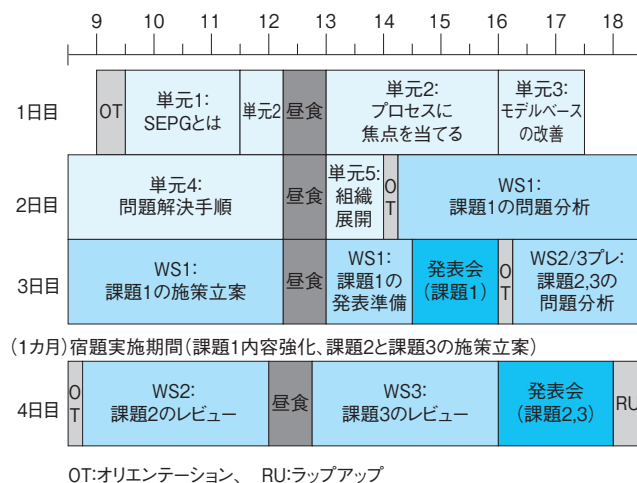 9 10 11 12 13 14 15 16 17 18
1日目
OT
単元1:
SEPGとは
単元2
昼食
単元2:
プロセスに
焦点を当てる
単元3:
モデルベース
の改善
2日目
単元4:
問題解決手順
昼食
単元5:
組織
展開
O
T
WS1:
課題1の問題分析
3日目
WS1:
課題1の施策立案
昼食
WS1:
課題1の
発表準備
発表会
(課題1)
O
T
WS2/3プレ:
課題2,3の
問題分析
(1カ月)宿題実施期間(課題1内容強化、課題2と課題3の施策立案)
4日目
O
T
WS2:
課題2のレビュー
昼食
WS3:
課題3のレビュー
発表会
(課題2,3)
RU
OT:オリエンテーション、 RU:ラップアップ